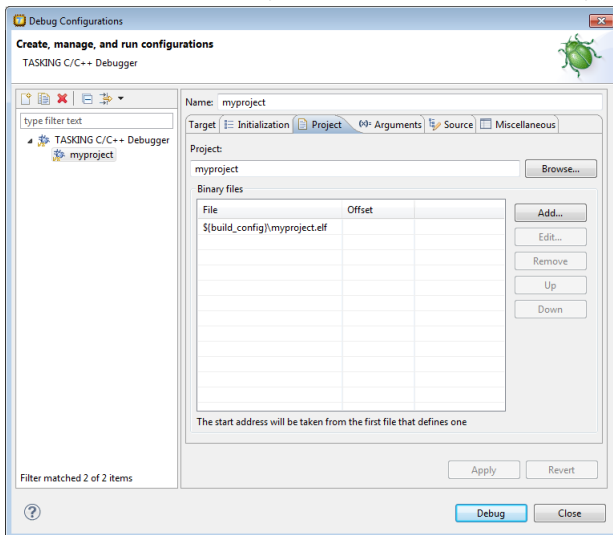 Debug Configurations
Create, manage, and run configurations
TASKING C/C++ Debugger
Name: myproject
type filter text
Target Initialization Project (x)= Arguments Source Miscellaneous
TASKING C/C++ Debugger
myproject
Project:
myproject Browse...
Binary files
File Offset Add...
${build_config}\myproject.elf
Edit...
Remove
Up
Down
The start address will be taken from the first file that defines one
Apply Revert
Filter matched 2 of 2 items
? Debug Close